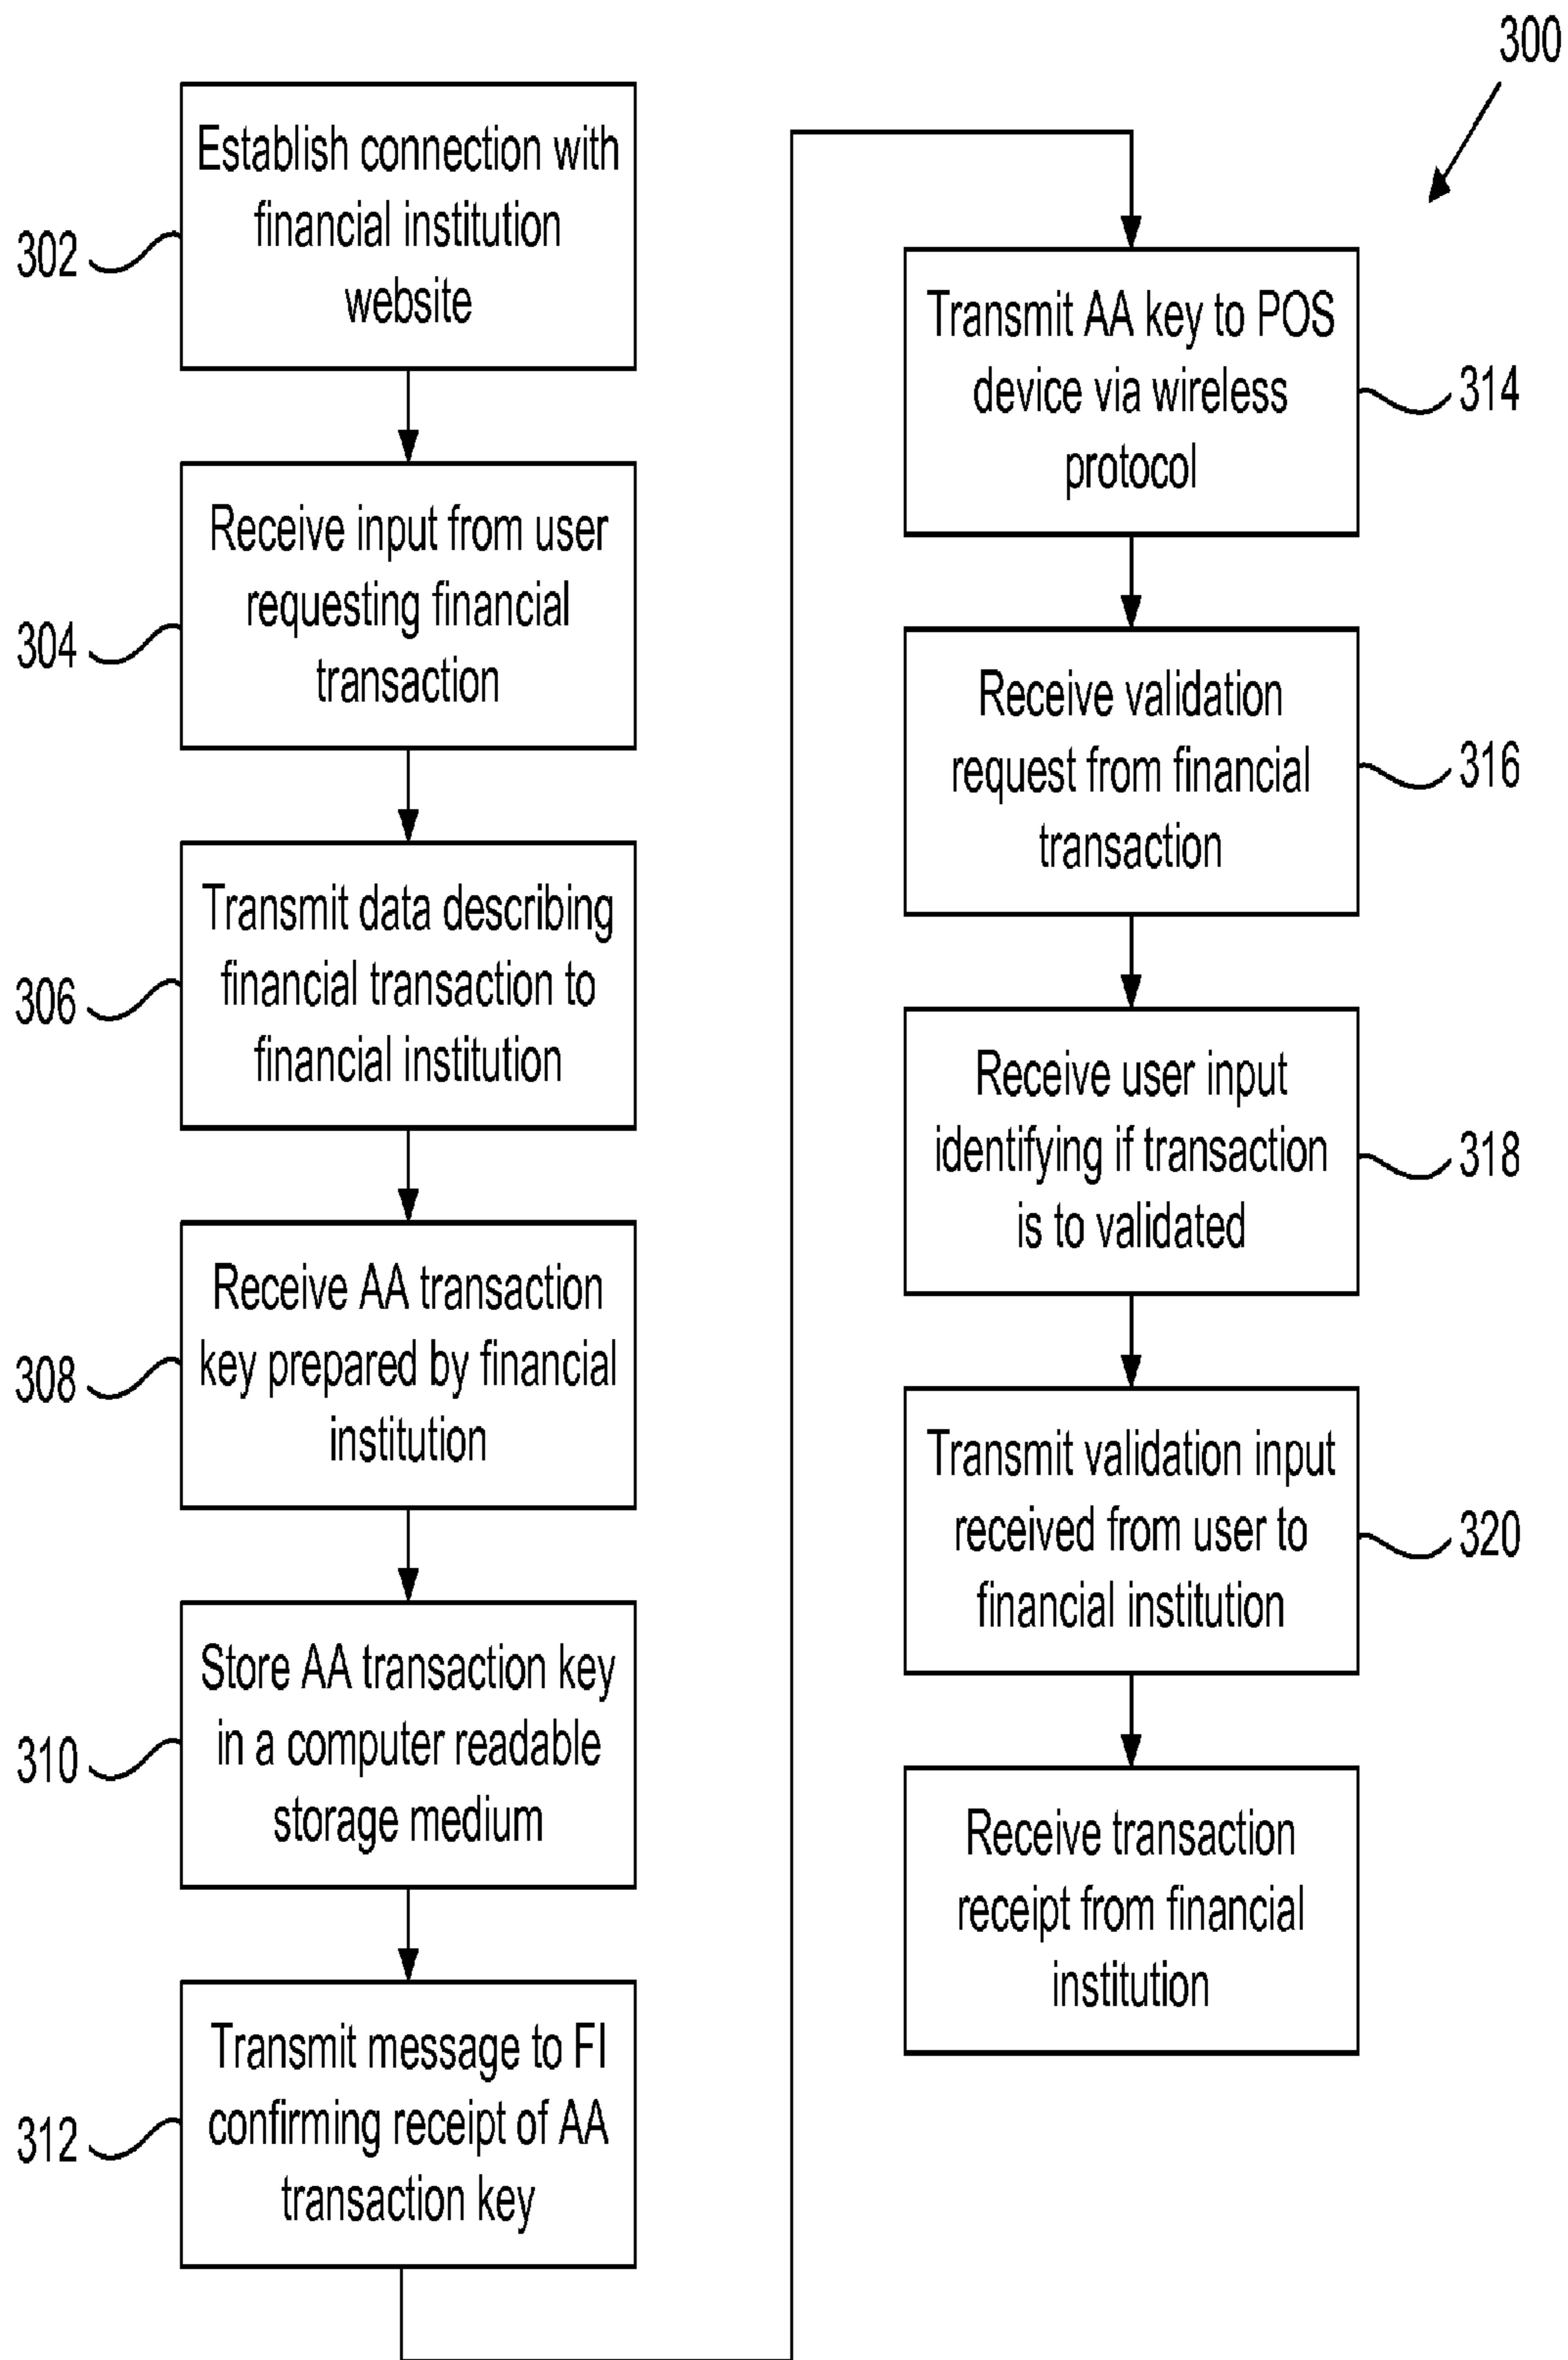 300
Establish connection with
financial institution
website
302
Receive input from user
requesting financial
transaction
304
Transmit data describing
financial transaction to
financial institution
306
Receive AA transaction
key prepared by financial
institution
308
Store AA transaction key
in a computer readable
storage medium
310
Transmit message to FI
confirming receipt of AA
transaction key
312
Transmit AA key to POS
device via wireless
protocol
314
Receive validation
request from financial
transaction
316
Receive user input
identifying if transaction
is to validated
318
Transmit validation input
received from user to
financial institution
320
Receive transaction
receipt from financial
institution